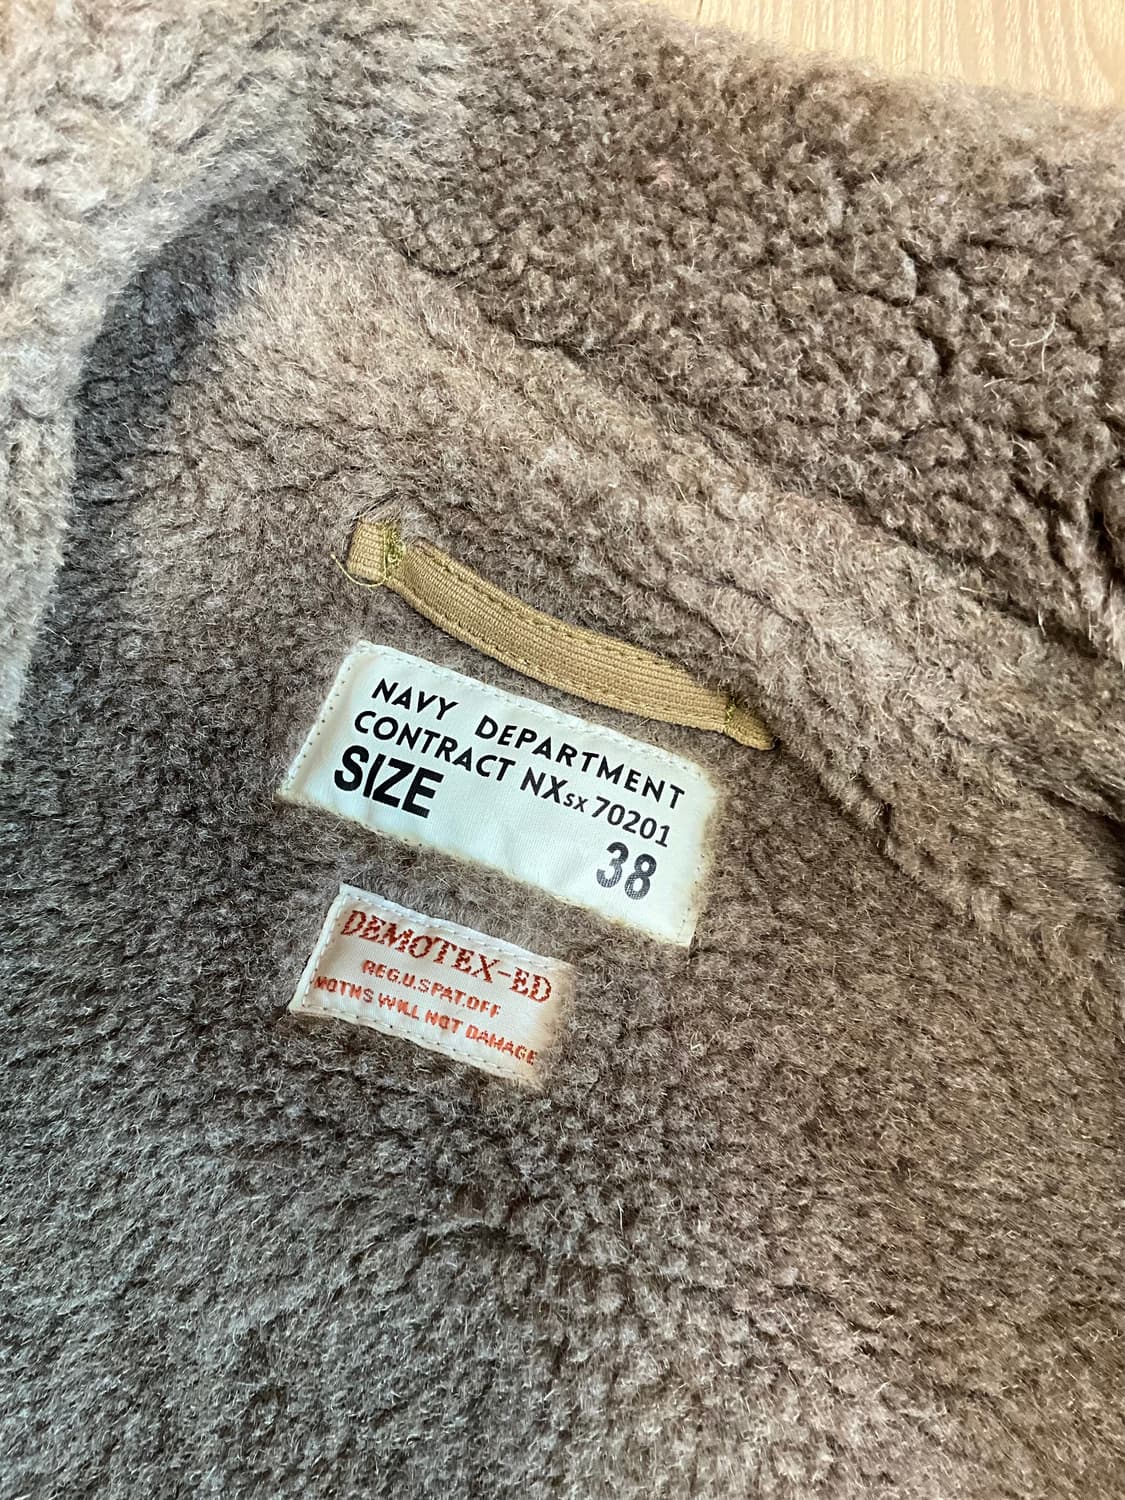 NAVY DEPARTMENT
CONTRACT NXsx 70201
SIZE
38
DEMOTEX-ED
REG.U.S PAT.OFF
MOTHS WILL NOT DAMAGE